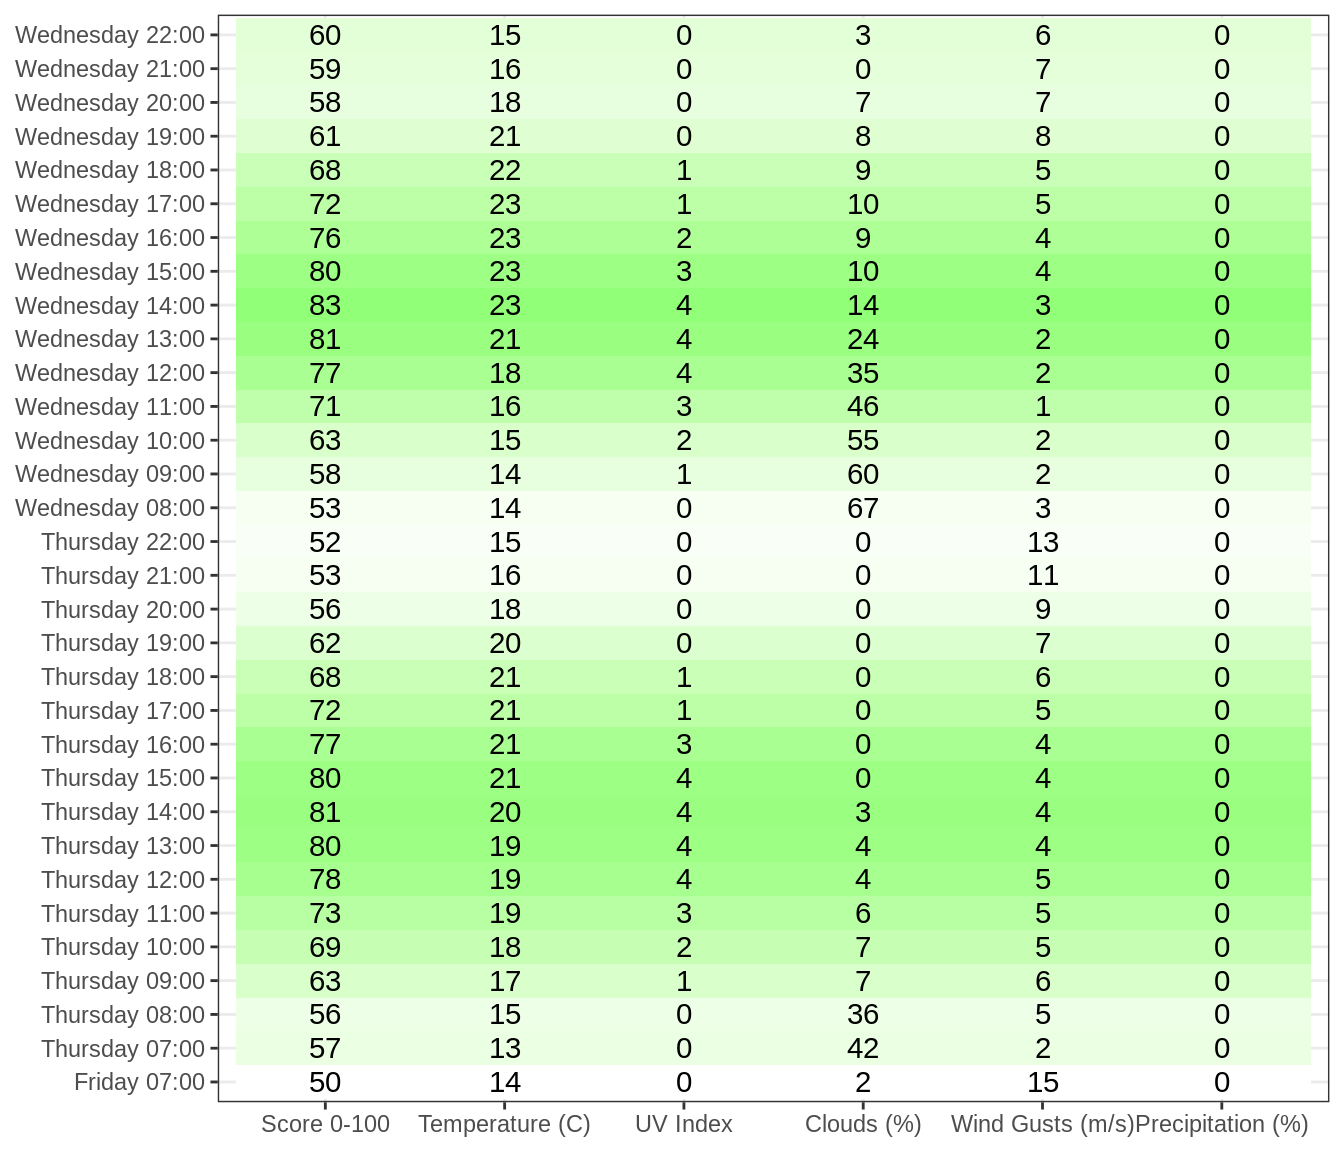 Wednesday 22:00 60 15 0 3 6 0
Wednesday 21:00 59 16 0 0 7 0
Wednesday 20:00 58 18 0 7 7 0
Wednesday 19:00 61 21 0 8 8 0
Wednesday 18:00 68 22 1 9 5 0
Wednesday 17:00 72 23 1 10 5 0
Wednesday 16:00 76 23 2 9 4 0
Wednesday 15:00 80 23 3 10 4 0
Wednesday 14:00 83 23 4 14 3 0
Wednesday 13:00 81 21 4 24 2 0
Wednesday 12:00 77 18 4 35 2 0
Wednesday 11:00 71 16 3 46 1 0
Wednesday 10:00 63 15 2 55 2 0
Wednesday 09:00 58 14 1 60 2 0
Wednesday 08:00 53 14 0 67 3 0
Thursday 22:00 52 15 0 0 13 0
Thursday 21:00 53 16 0 0 11 0
Thursday 20:00 56 18 0 0 9 0
Thursday 19:00 62 20 0 0 7 0
Thursday 18:00 68 21 1 0 6 0
Thursday 17:00 72 21 1 0 5 0
Thursday 16:00 77 21 3 0 4 0
Thursday 15:00 80 21 4 0 4 0
Thursday 14:00 81 20 4 3 4 0
Thursday 13:00 80 19 4 4 4 0
Thursday 12:00 78 19 4 4 5 0
Thursday 11:00 73 19 3 6 5 0
Thursday 10:00 69 18 2 7 5 0
Thursday 09:00 63 17 1 7 6 0
Thursday 08:00 56 15 0 36 5 0
Thursday 07:00 57 13 0 42 2 0
Friday 07:00 50 14 0 2 15 0
Score 0-100 Temperature (C) UV Index Clouds (%) Wind Gusts (m/s) Precipitation (%)